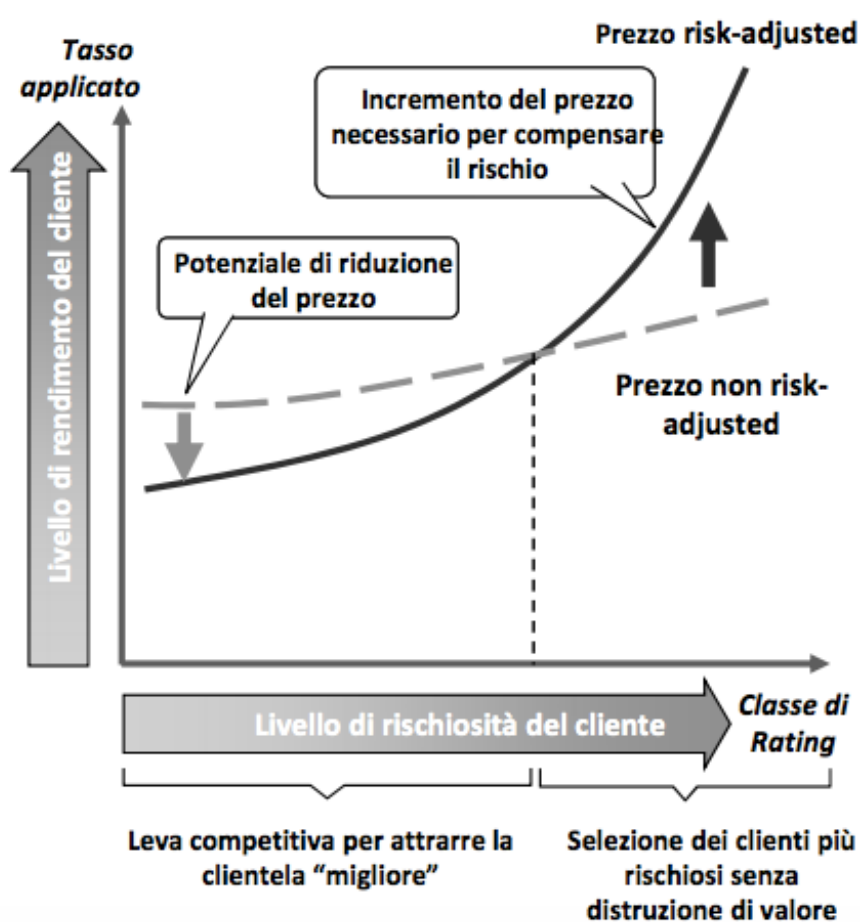 Tasso
applicato
Prezzo risk-adjusted
Incremento del prezzo
necessario per compensare
il rischio
Livello di rendimento del cliente
Potenziale di riduzione
del prezzo
Prezzo non risk-
adjusted
Livello di rischiosità del cliente
Classe di
Rating
Leva competitiva per attrarre la
clientela “migliore”
Selezione dei clienti più
rischiosi senza
distruzione di valore